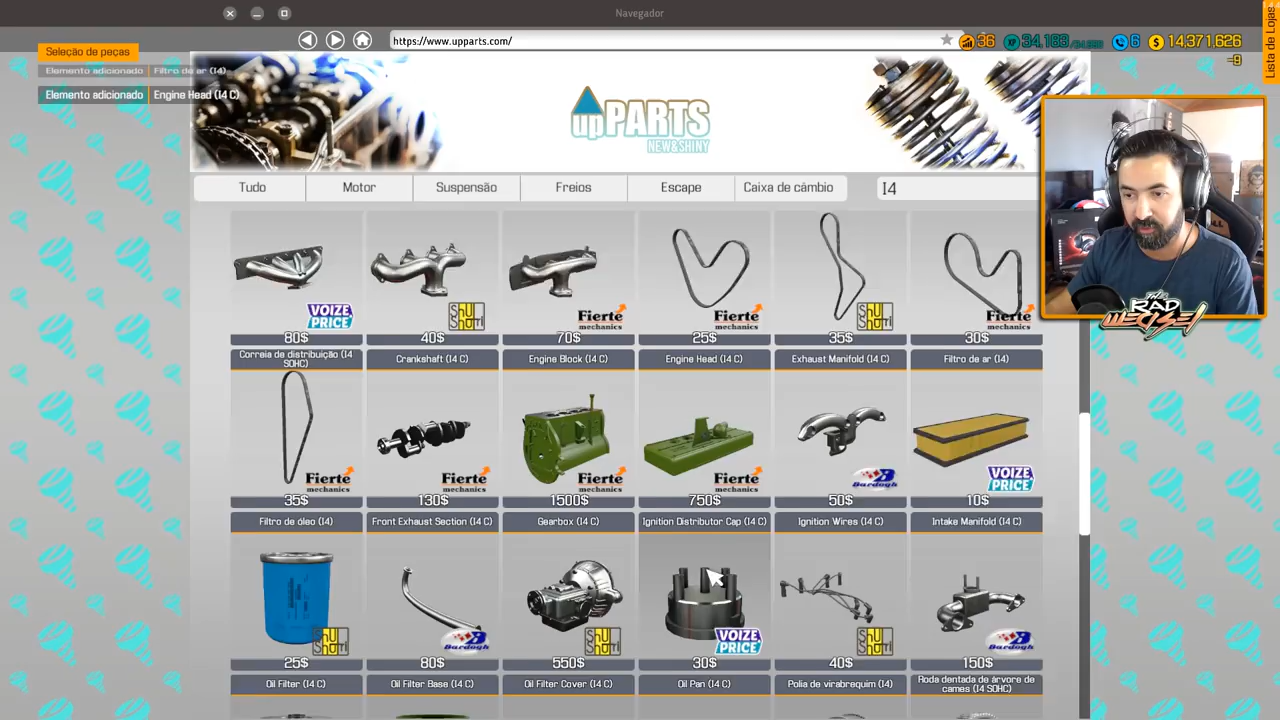 Navegador
https://www.upparts.com/
36
34,183
6
$ 14,371,626
-9
Lista de Lojas
Seleção de peças
Elemento adicionado Filtro de ar (I4)
Elemento adicionado Engine Head (I4 C)
upPARTS
NEW&SHINY
Tudo
Motor
Suspensão
Freios
Escape
Caixa de câmbio
I4
VOIZE PRICE
Fierte mechanics
Fierte mechanics
Fierte mechanics
80$
40$
70$
25$
35$
30$
Correia de distribuição (I4 SOHC)
Crankshaft (I4 C)
Engine Block (I4 C)
Engine Head (I4 C)
Exhaust Manifold (I4 C)
Filtro de ar (I4)
Fierte mechanics
Fierte mechanics
Fierte mechanics
Fierte mechanics
Bardogh
VOIZE PRICE
35$
130$
1500$
750$
50$
10$
Filtro de óleo (I4)
Front Exhaust Section (I4 C)
Gearbox (I4 C)
Ignition Distributor Cap (I4 C)
Ignition Wires (I4 C)
Intake Manifold (I4 C)
Bardogh
VOIZE PRICE
Bardogh
25$
80$
550$
30$
40$
150$
Oil Filter (I4 C)
Oil Filter Base (I4 C)
Oil Filter Cover (I4 C)
Oil Pan (I4 C)
Polia de virabrequim (I4)
Roda dentada de árvore de cames (I4 SOHC)
THE RAD